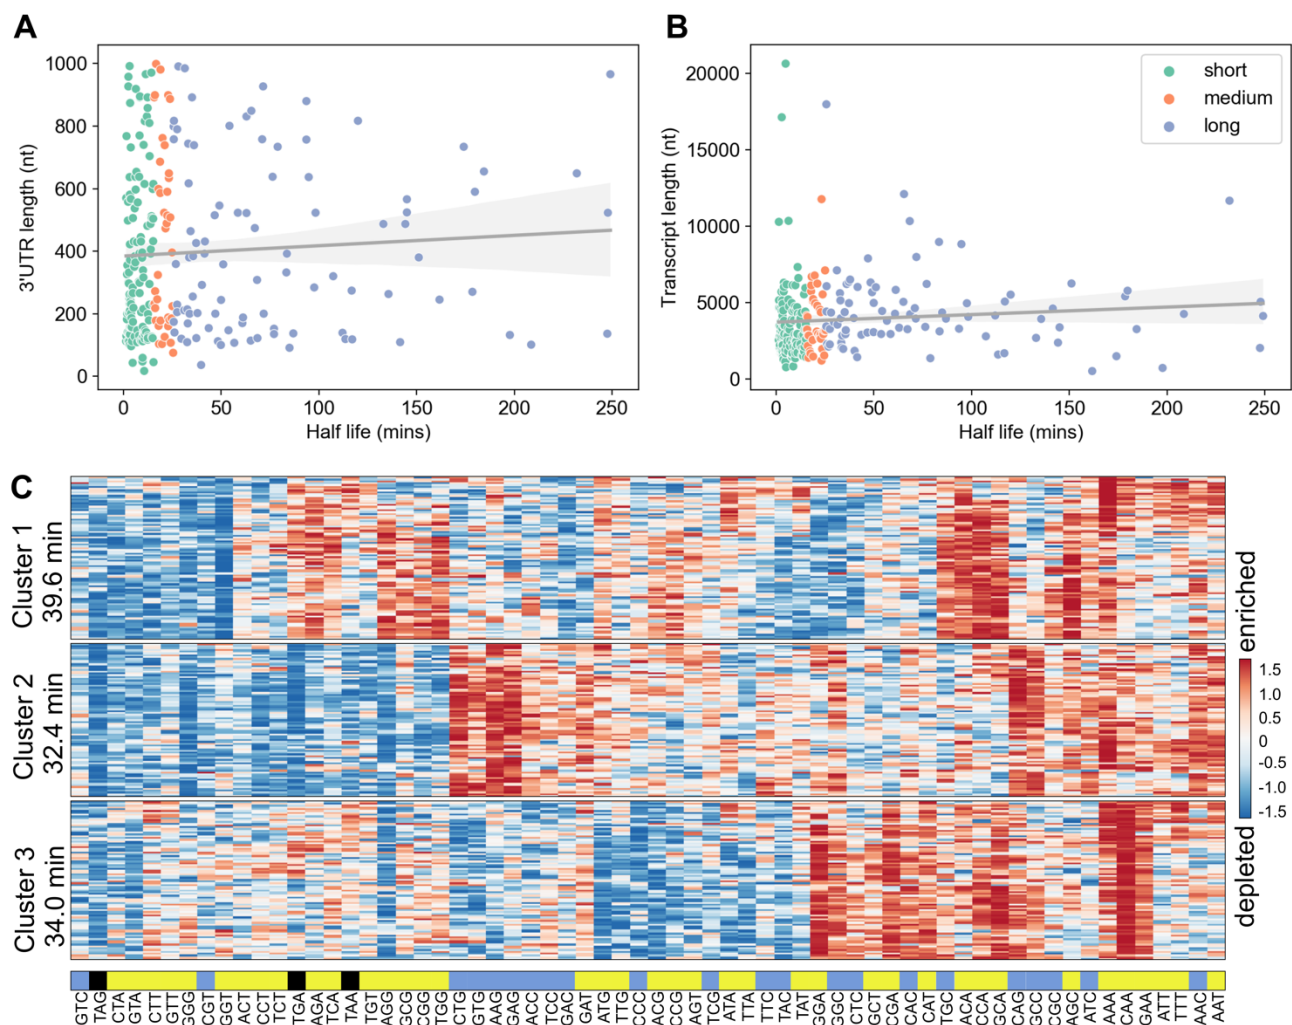 A
B
3'UTR length (nt)
1000
800
600
400
200
0
0 50 100 150 200 250
Half life (mins)
Transcript length (nt)
20000
15000
10000
5000
0
0 50 100 150 200 250
Half life (mins)
short
medium
long
C
Cluster 1
39.6 min
Cluster 2
32.4 min
Cluster 3
34.0 min
enriched
1.5
1.0
0.5
0
-0.5
-1.0
-1.5
depleted
GTC TAG CTA GTA CTT GTT GGG CGT GGT ACT CCT TCT TGA AGA TCA TAA TGT AGG GCG CGG TGG CTG GTG AAG GAG ACC TCC GAC GAT ATG TTG CCC ACG CCG AGT TCG ATA TTA TTC TAC TAT GGA GGC CTC GCT CGA CAC CAT TGC ACA CCA GCA CAG GCC CGC AGC ATC AAA CAA GAA ATT TTT AAC AAT